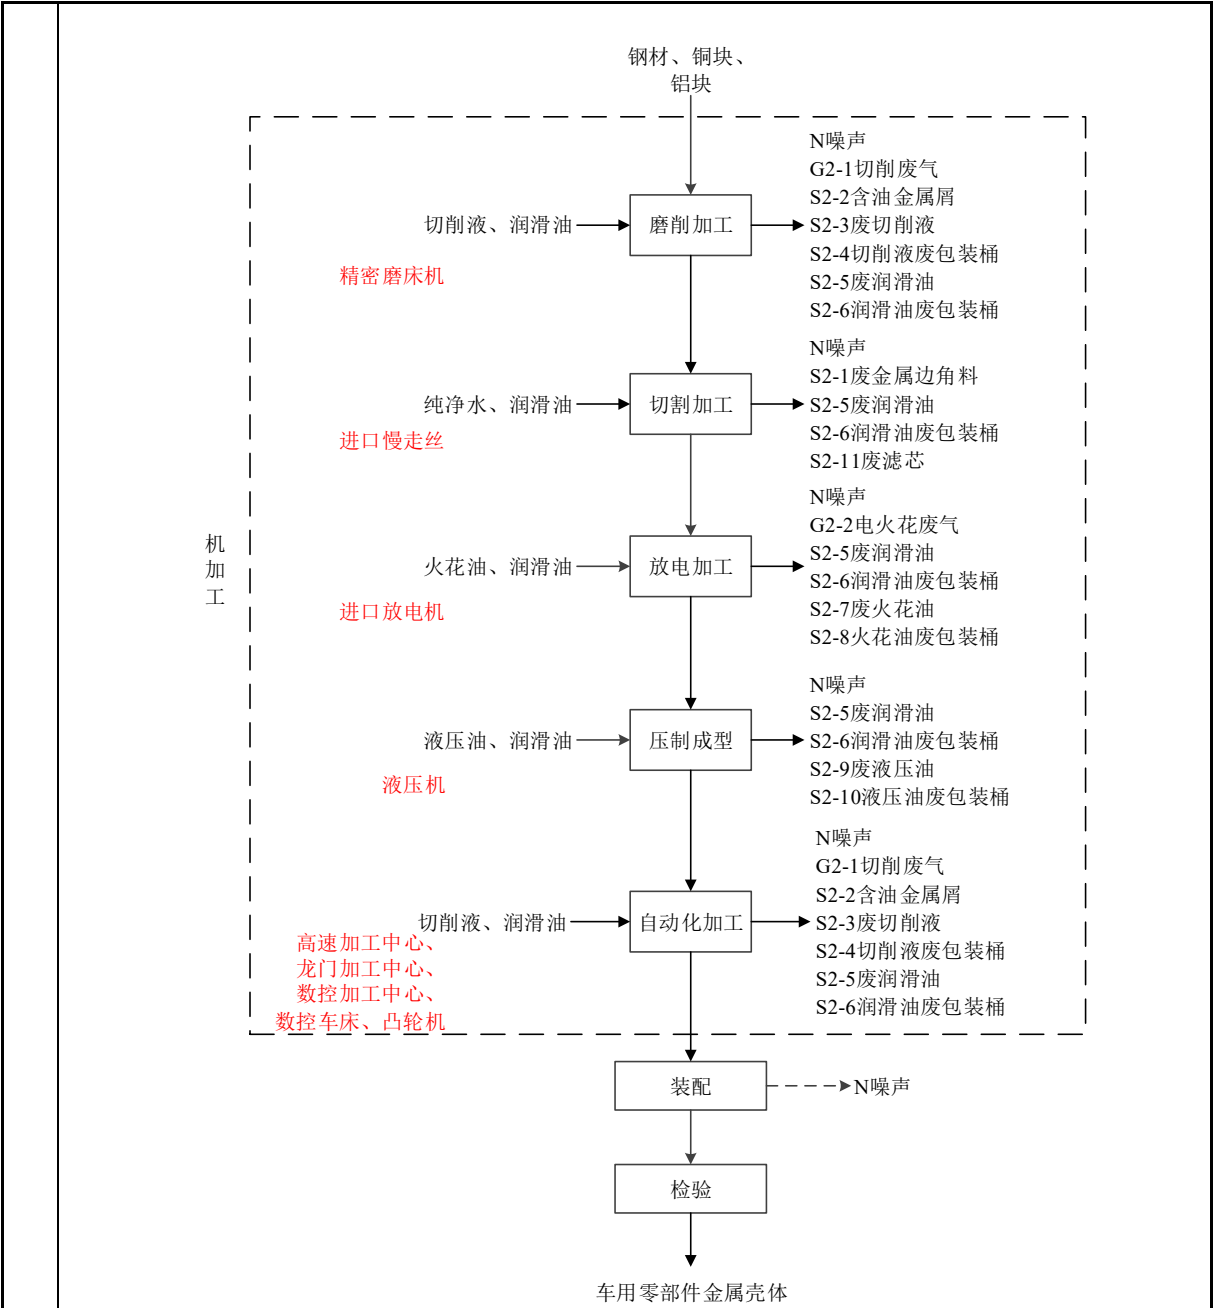 钢材、铜块、
铝块
N噪声
G2-1切削废气
S2-2含油金属屑
切削液、润滑油
磨削加工
S2-3废切削液
S2-4切削液废包装桶
精密磨床机
S2-5废润滑油
S2-6润滑油废包装桶
N噪声
S2-1废金属边角料
纯净水、润滑油
切割加工
S2-5废润滑油
进口慢走丝
S2-6润滑油废包装桶
S2-11废滤芯
N噪声
G2-2电火花废气
机
加
工
S2-5废润滑油
火花油、润滑油
放电加工
S2-6润滑油废包装桶
进口放电机
S2-7废火花油
S2-8火花油废包装桶
N噪声
S2-5废润滑油
液压油、润滑油
压制成型
S2-6润滑油废包装桶
S2-9废液压油
液压机
S2-10液压油废包装桶
N噪声
G2-1切削废气
S2-2含油金属屑
切削液、润滑油
自动化加工
S2-3废切削液
高速加工中心、
龙门加工中心、
数控加工中心、
数控车床、凸轮机
S2-4切削液废包装桶
S2-5废润滑油
S2-6润滑油废包装桶
装配
N噪声
检验
车用零部件金属壳体